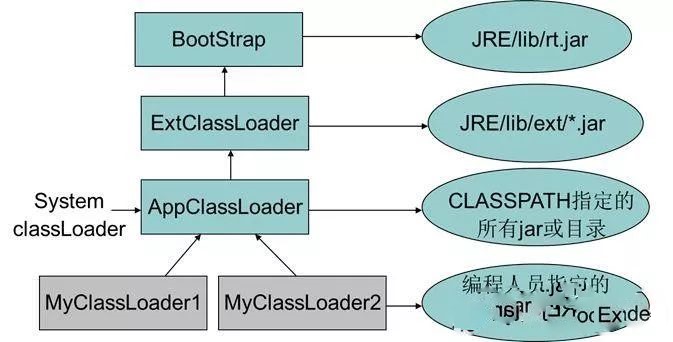 BootStrap
JRE/lib/rt.jar
ExtClassLoader
JRE/lib/ext/*.jar
System
classLoader
AppClassLoader
CLASSPATH指定的
所有jar或目录
MyClassLoader1
MyClassLoader2
编程人员指定的